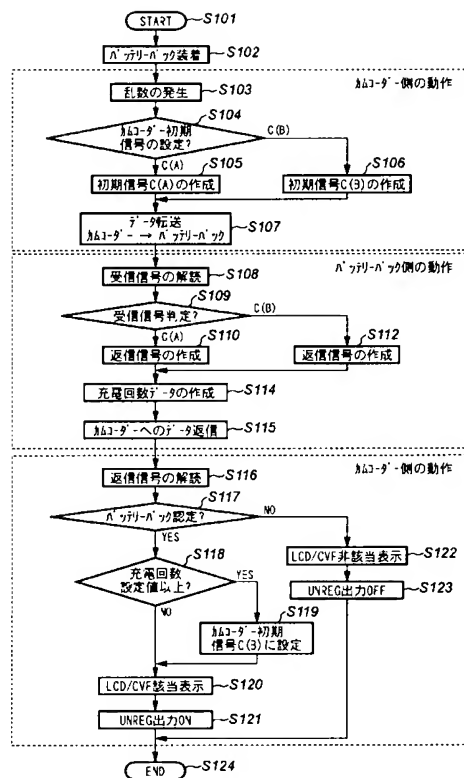 START
S101
バッテリーパック装着
S102
カムコーダー側の動作
乱数の発生
S103
S104
カムコーダー初期
信号の設定?
C(B)
C(A)
S105
S106
初期信号C(A)の作成
初期信号C(B)の作成
S107
データ転送
カムコーダー → バッテリーパック
バッテリーパック側の動作
受信信号の解読
S108
S109
受信信号判定?
C(B)
C(A)
S110
S112
返信信号の作成
返信信号の作成
充電回数データの作成
S114
カムコーダーへのデータ返信
S115
カムコーダー側の動作
返信信号の解読
S116
S117
バッテリーパック認定?
NO
YES
S118
LCD/CVF非該当表示
S122
充電回数
設定値以上?
YES
UNREG出力OFF
S123
NO
S119
カムコーダー初期
信号C(B)に設定
LCD/CVF該当表示
S120
UNREG出力ON
S121
END
S124